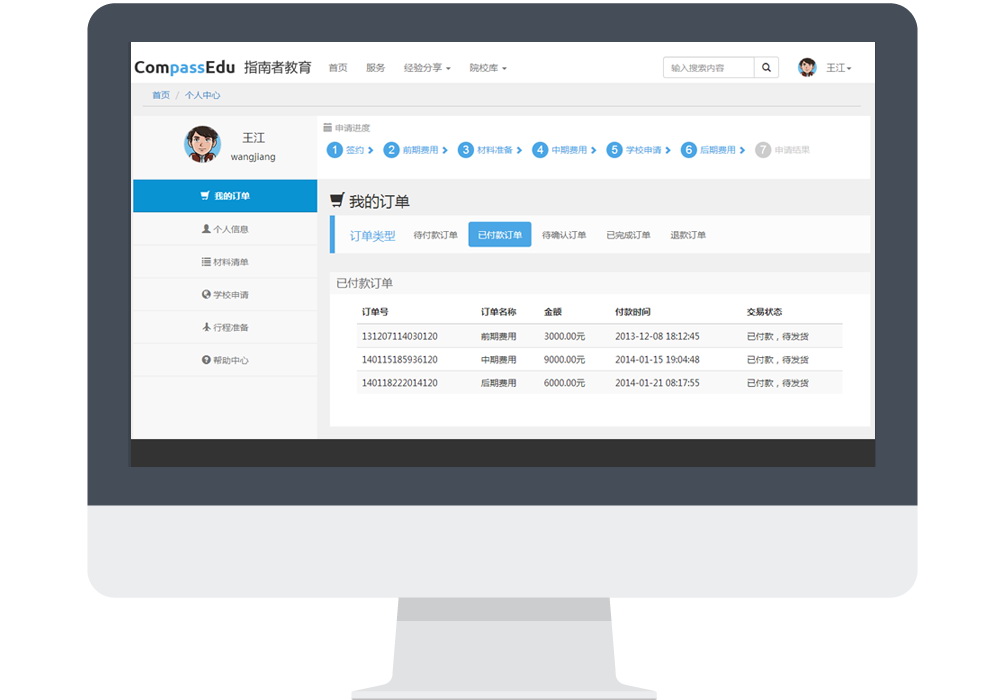 CompassEdu 指南者教育 首页 服务 经验分享 院校库 输入搜索内容 王江
首页 / 个人中心
王江
wangjiang
我的订单
个人信息
材料清单
学校申请
行程准备
帮助中心
申请进度
1 签约 2 前期费用 3 材料准备 4 中期费用 5 学校申请 6 后期费用 7 申请结果
我的订单
订单类型 待付款订单 已付款订单 待确认订单 已完成订单 退款订单
已付款订单
订单号 订单名称 金额 付款时间 交易状态
131207114030120 前期费用 3000.00元 2013-12-08 18:12:45 已付款，待发货
140115185936120 中期费用 9000.00元 2014-01-15 19:04:48 已付款，待发货
140118222014120 后期费用 6000.00元 2014-01-21 08:17:55 已付款，待发货